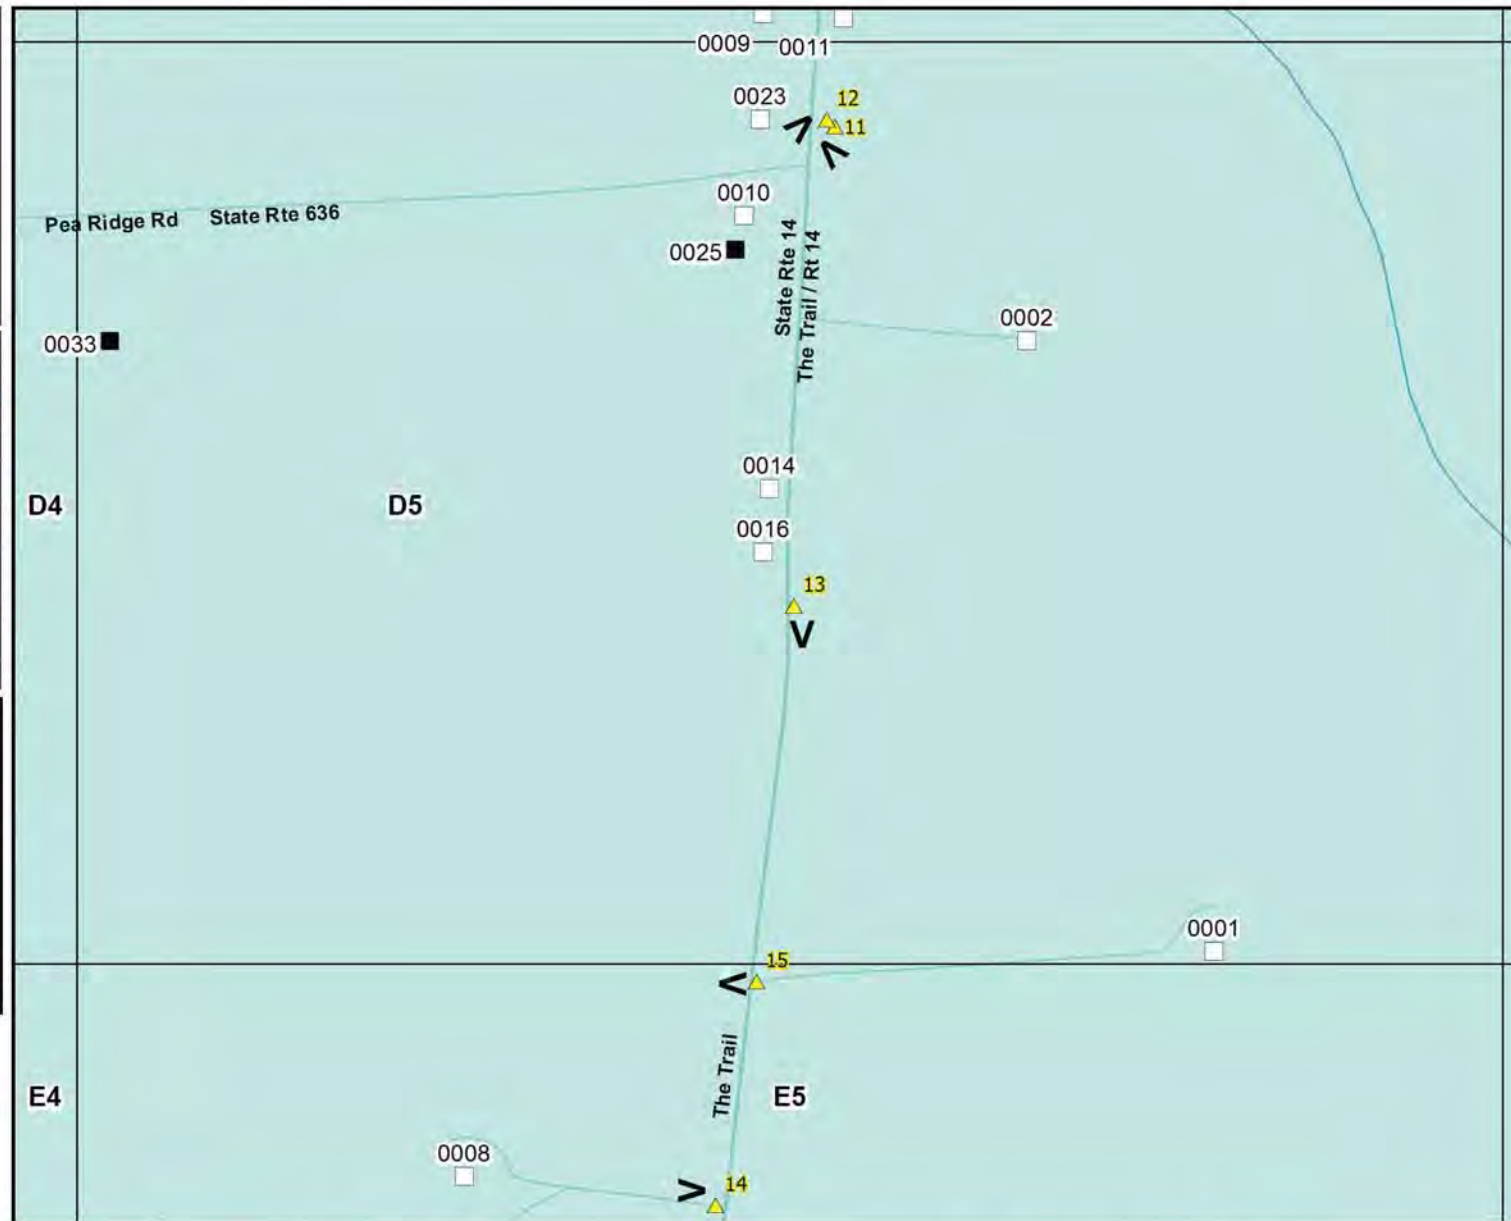 0009 0011
0023
12
11
Pea Ridge Rd State Rte 636
0010
0025
State Rte 14
The Trail / Rt 14
0002
0033
0014
D4
D5
0016
13
0001
15
The Trail
E4
E5
0008
14